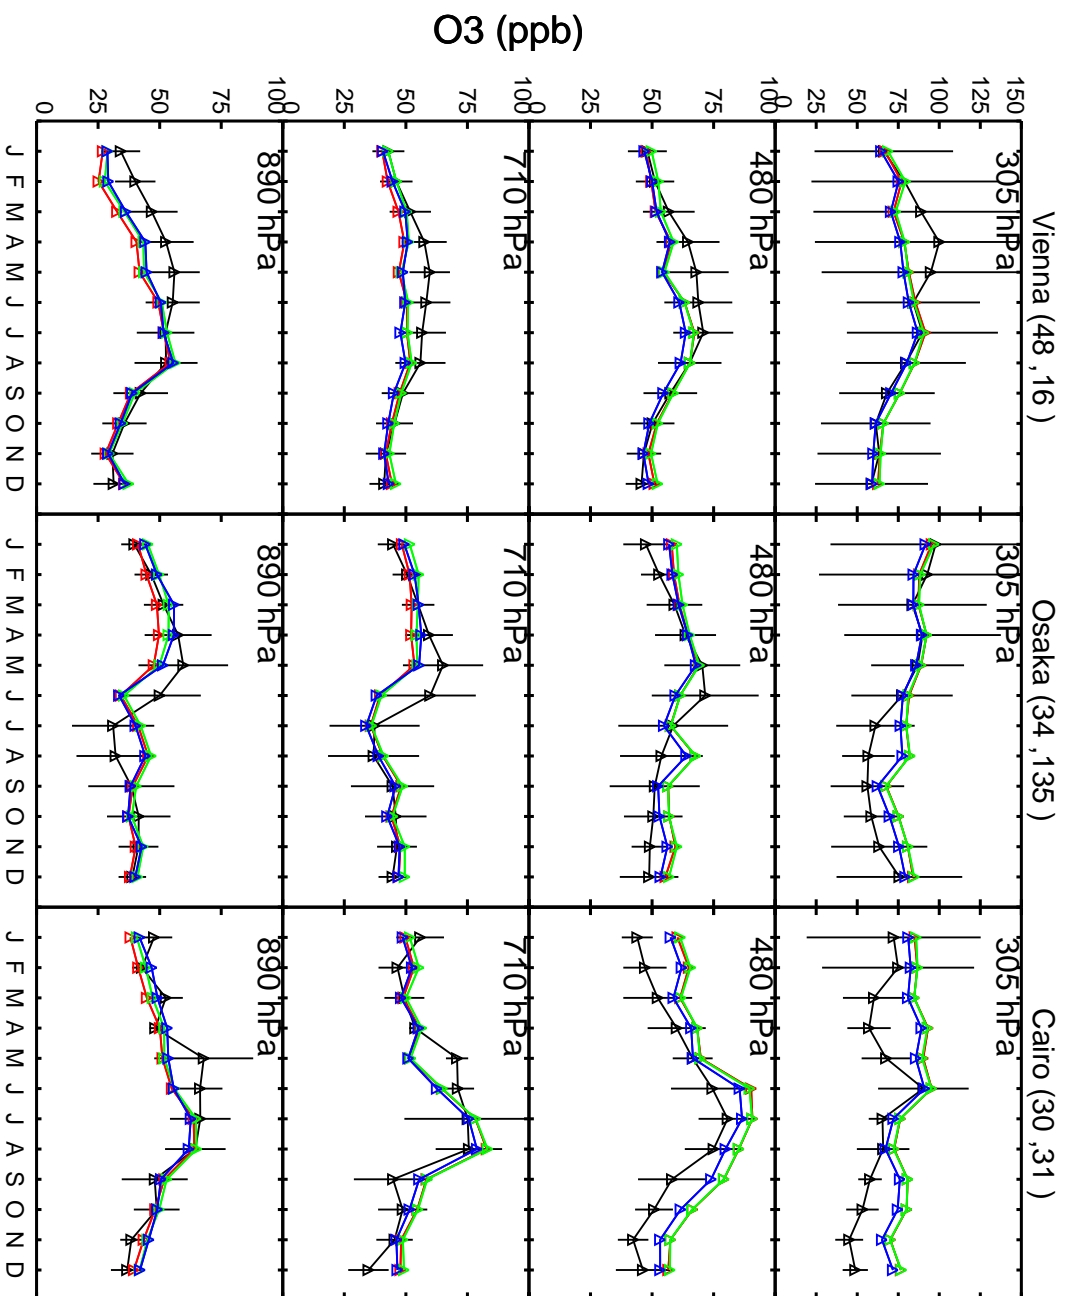 O3 (ppb)
Vienna (48 ,16 )
Osaka (34 ,135 )
Cairo (30 ,31 )
150
125
100
75
50
25
0
305 hPa
305 hPa
305 hPa
100
75
50
25
0
480 hPa
480 hPa
480 hPa
100
75
50
25
0
710 hPa
710 hPa
710 hPa
100
75
50
25
0
890 hPa
890 hPa
890 hPa
J F M A M J J A S O N D
J F M A M J J A S O N D
J F M A M J J A S O N D